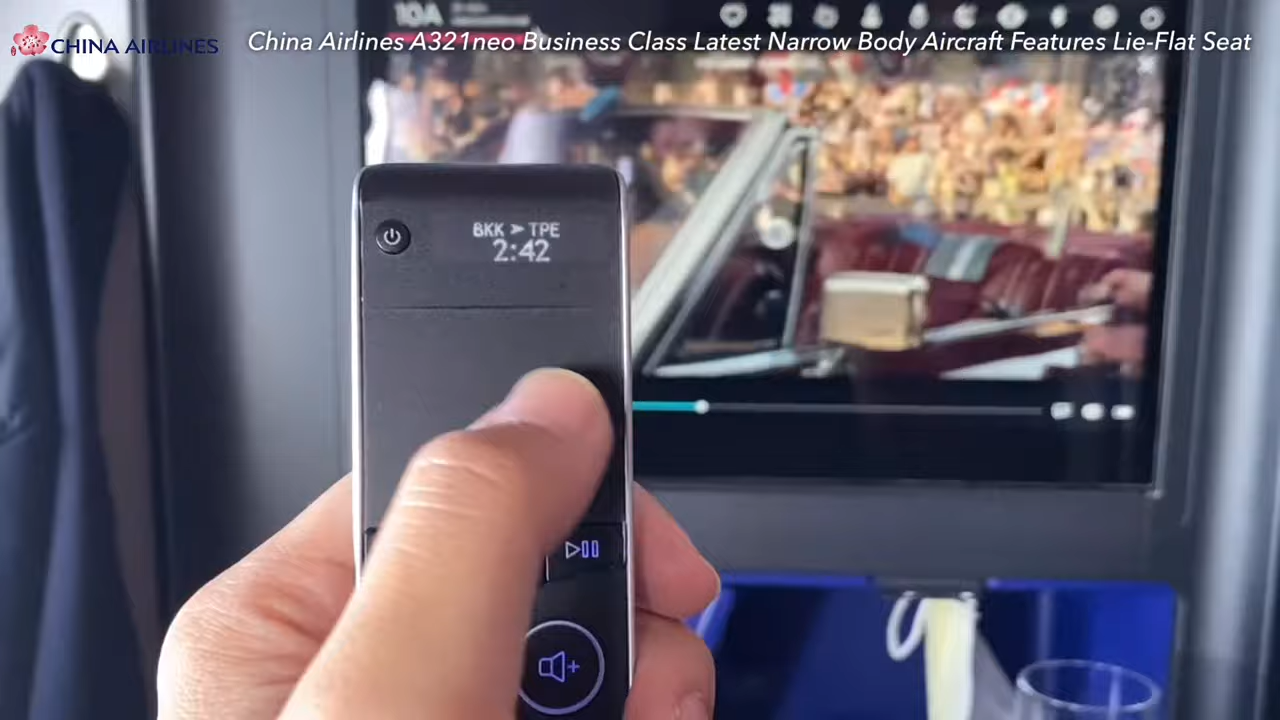 10A
CHINA AIRLINES
China Airlines A321neo Business Class Latest Narrow Body Aircraft Features Lie-Flat Seat
BKK ➤ TPE
2:42